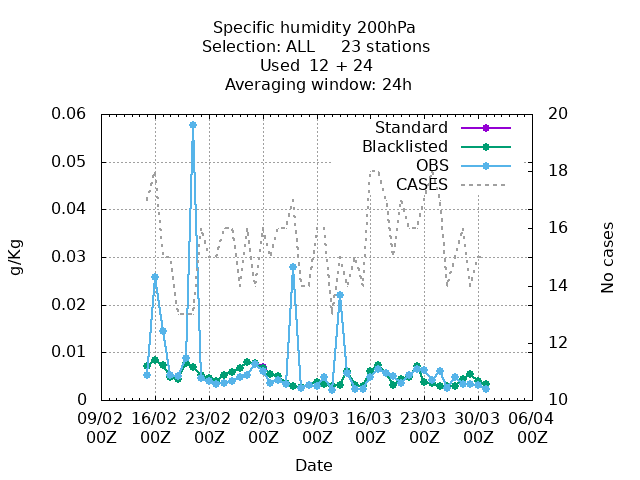 Specific humidity 200hPa
Selection: ALL     23 stations
Used  12 + 24
Averaging window: 24h
0.06
0.05
0.04
0.03
0.02
0.01
0
g/Kg
Standard
Blacklisted
OBS
CASES
20
18
16
14
12
10
No cases
09/02 16/02 23/02 02/03 09/03 16/03 23/03 30/03 06/04
00Z 00Z 00Z 00Z 00Z 00Z 00Z 00Z 00Z
Date